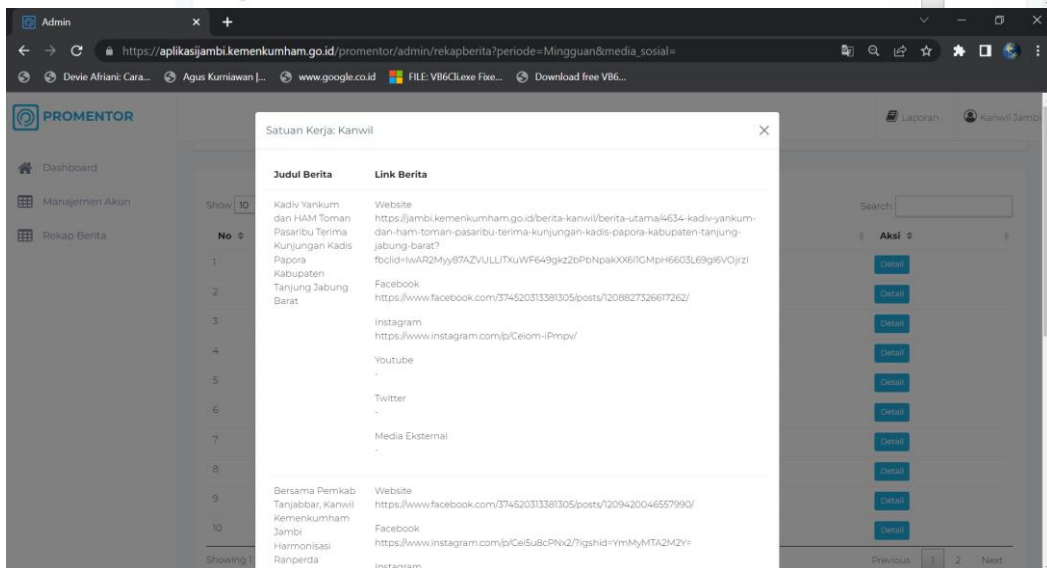 Admin
https://aplikasijambi.kemenkumham.go.id/promentor/admin/rekapberita?periode=Mingguan&media_sosial=
Devie Afriani: Cara... Agus Kurniawan |... www.google.co.id FILE: VB6Cli.exe Fixe... Download free VB6...
PROMENTOR
Laporan Kanwil Jambi
Satuan Kerja: Kanwil
Dashboard
Manajemen Akun
Rekap Berita
Show 10
Search:
No Aksi
1 Detail
2 Detail
3 Detail
4 Detail
5 Detail
6 Detail
7 Detail
8 Detail
9 Detail
10 Detail
Showing 1
Previous 1 2 Next
Judul Berita Link Berita
Kadiv Yankum
dan HAM Toman
Pasaribu Terima
Kunjungan Kadis
Papora
Kabupaten
Tanjung Jabung
Barat
Website
https://jambi.kemenkumham.go.id/berita-kanwil/berita-utama/4634-kadiv-yankum-
dan-ham-toman-pasaribu-terima-kunjungan-kadis-papora-kabupaten-tanjung-
jabung-barat?
Facebook
https://www.facebook.com/374520313381305/posts/1208827326617262/
Instagram
https://www.instagram.com/p/Ceiom-iPmpv/
Youtube
-
Twitter
-
Media Eksternal
-
Bersama Pemkab
Tanjabbar, Kanwil
Kemenkumham
Jambi
Harmonisasi
Ranperda
Website
https://www.facebook.com/374520313381305/posts/1209420046557990/
Facebook
https://www.instagram.com/p/Cei5u8cPNx2/?igshid=YmMyMTA2M2Y=
Instagram